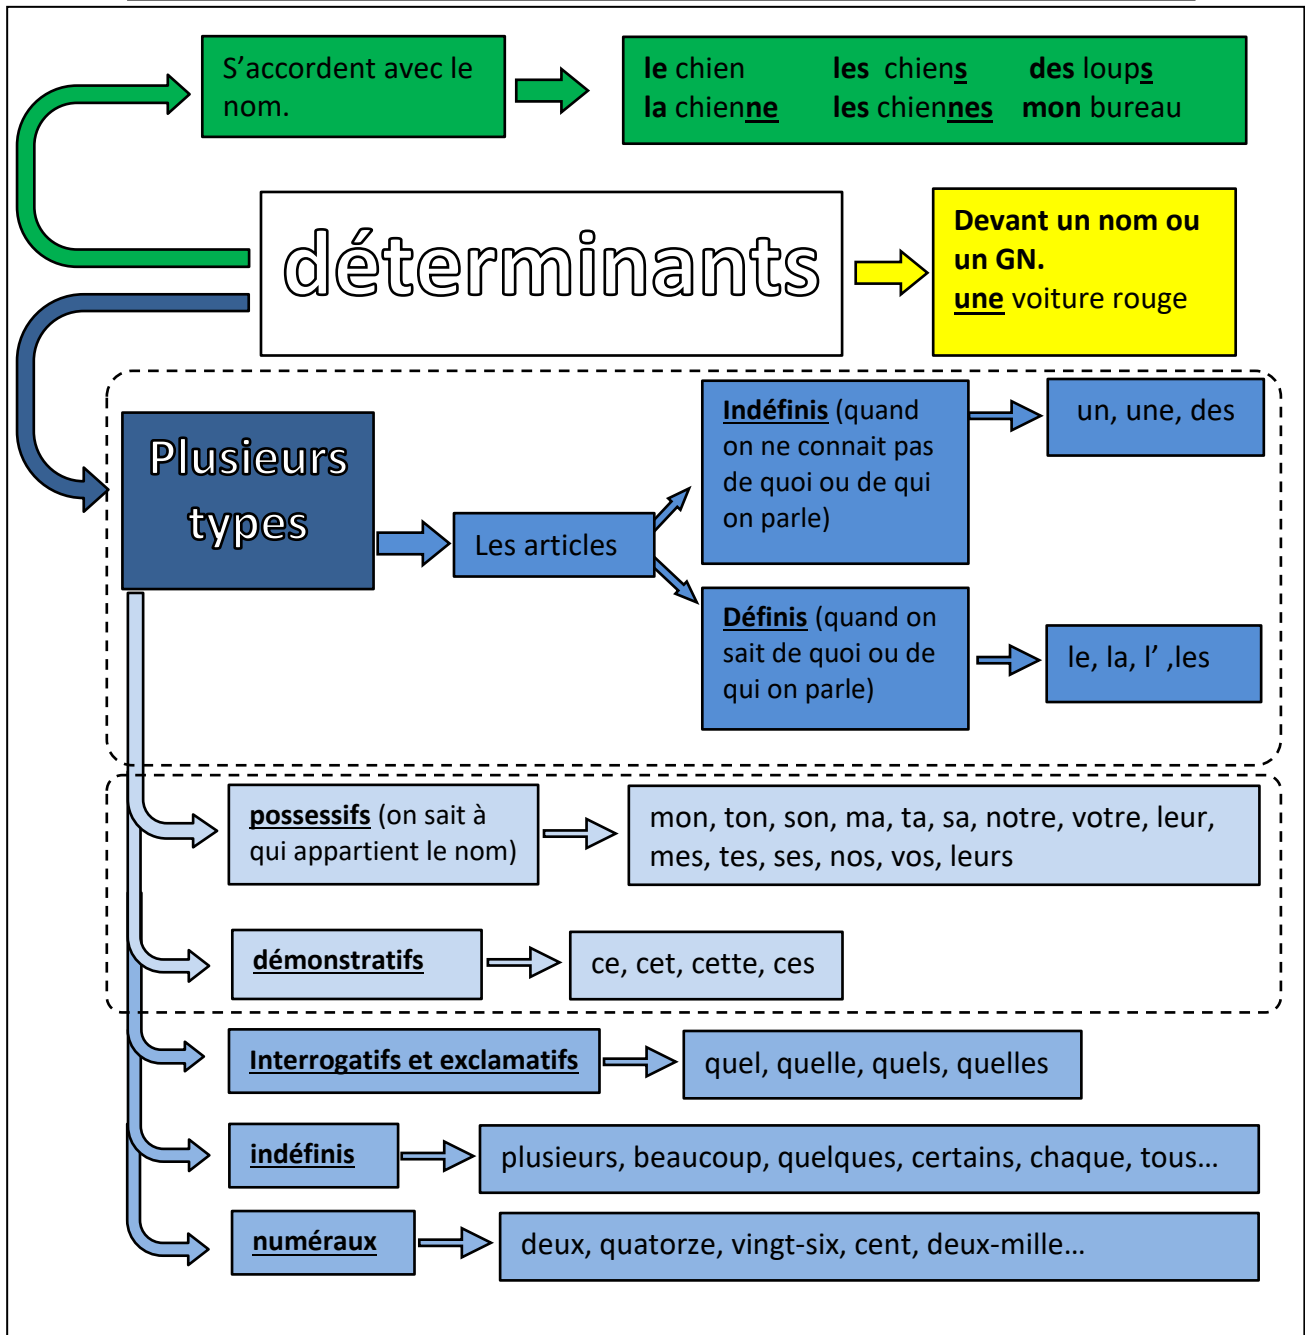 S'accordent avec le
nom.
le chien les chiens des loups
la chienne les chiennes mon bureau
déterminants
Devant un nom ou
un GN.
une voiture rouge
Plusieurs
types
Les articles
Indéfinis (quand
on ne connait pas
de quoi ou de qui
on parle)
un, une, des
Définis (quand on
sait de quoi ou de
qui on parle)
le, la, l' ,les
possessifs (on sait à
qui appartient le nom)
mon, ton, son, ma, ta, sa, notre, votre, leur,
mes, tes, ses, nos, vos, leurs
démonstratifs
ce, cet, cette, ces
Interrogatifs et exclamatifs
quel, quelle, quels, quelles
indéfinis
plusieurs, beaucoup, quelques, certains, chaque, tous…
numéraux
deux, quatorze, vingt-six, cent, deux-mille…